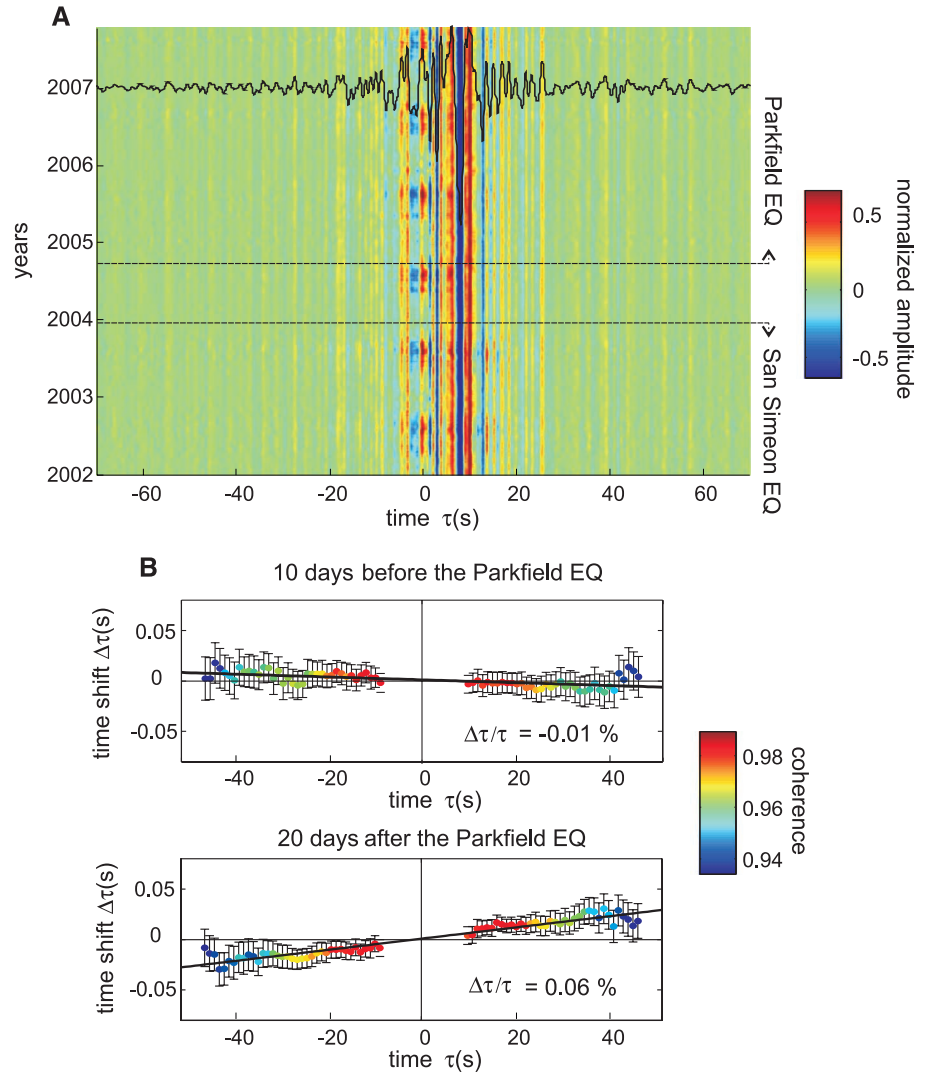 A
2007
2006
2005
2004
2003
2002
years
-60
-40
-20
0
20
40
60
time τ(s)
Parkfield EQ
<
> San Simeon EQ
0.5
0
-0.5
normalized amplitude
B
10 days before the Parkfield EQ
time shift Δτ(s)
0.05
0
-0.05
Δτ/τ = -0.01 %
-40
-20
0
20
40
time τ(s)
20 days after the Parkfield EQ
time shift Δτ(s)
0.05
0
-0.05
Δτ/τ = 0.06 %
-40
-20
0
20
40
time τ(s)
0.98
0.96
0.94
coherence